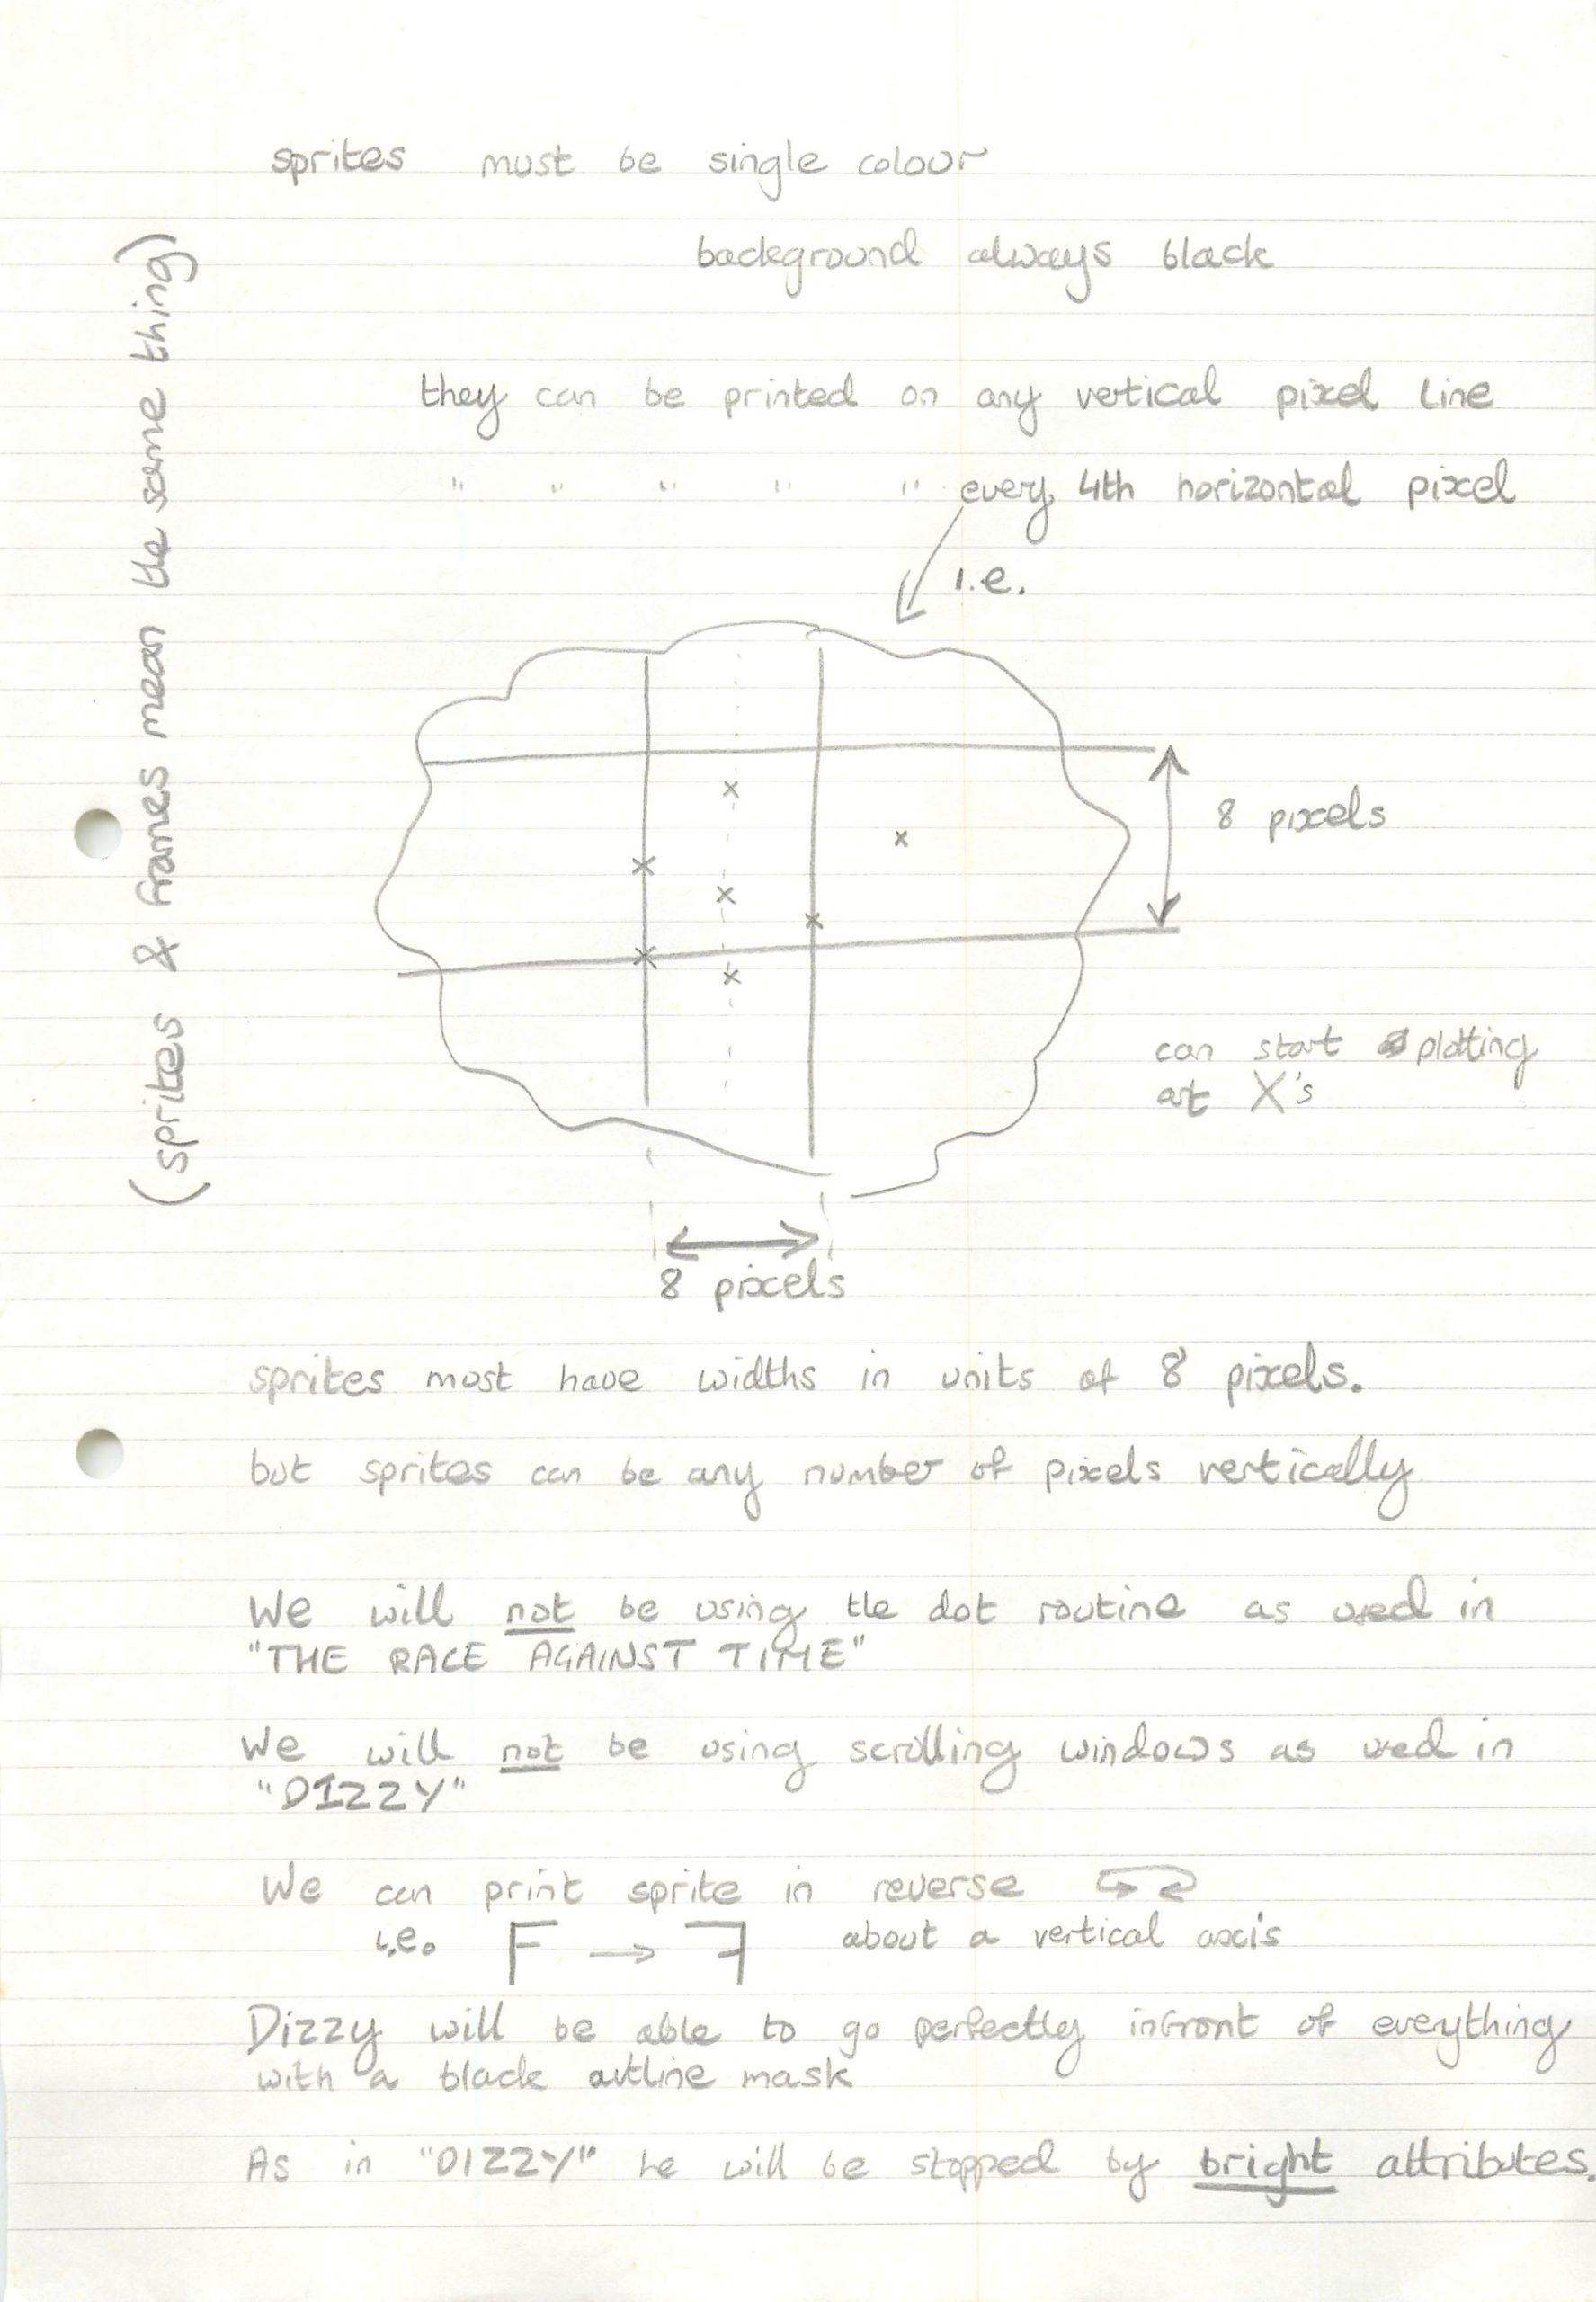 sprites must be single colour
background always black
(sprites & frames mean the same thing)
they can be printed on any vertical pixel line
" " " " " every 4th horizontal pixel
i.e.
8 pixels
can start plotting
at X's
8 pixels
sprites must have widths in units of 8 pixels.
but sprites can be any number of pixels vertically
We will not be using the dot routine as used in
"THE RACE AGAINST TIME"
We will not be using scrolling windows as used in
"DIZZY"
We can print sprite in reverse
i.e. F → ꟻ about a vertical axis
Dizzy will be able to go perfectly infront of everything
with a black outline mask
As in "DIZZY" he will be stopped by bright attributes.